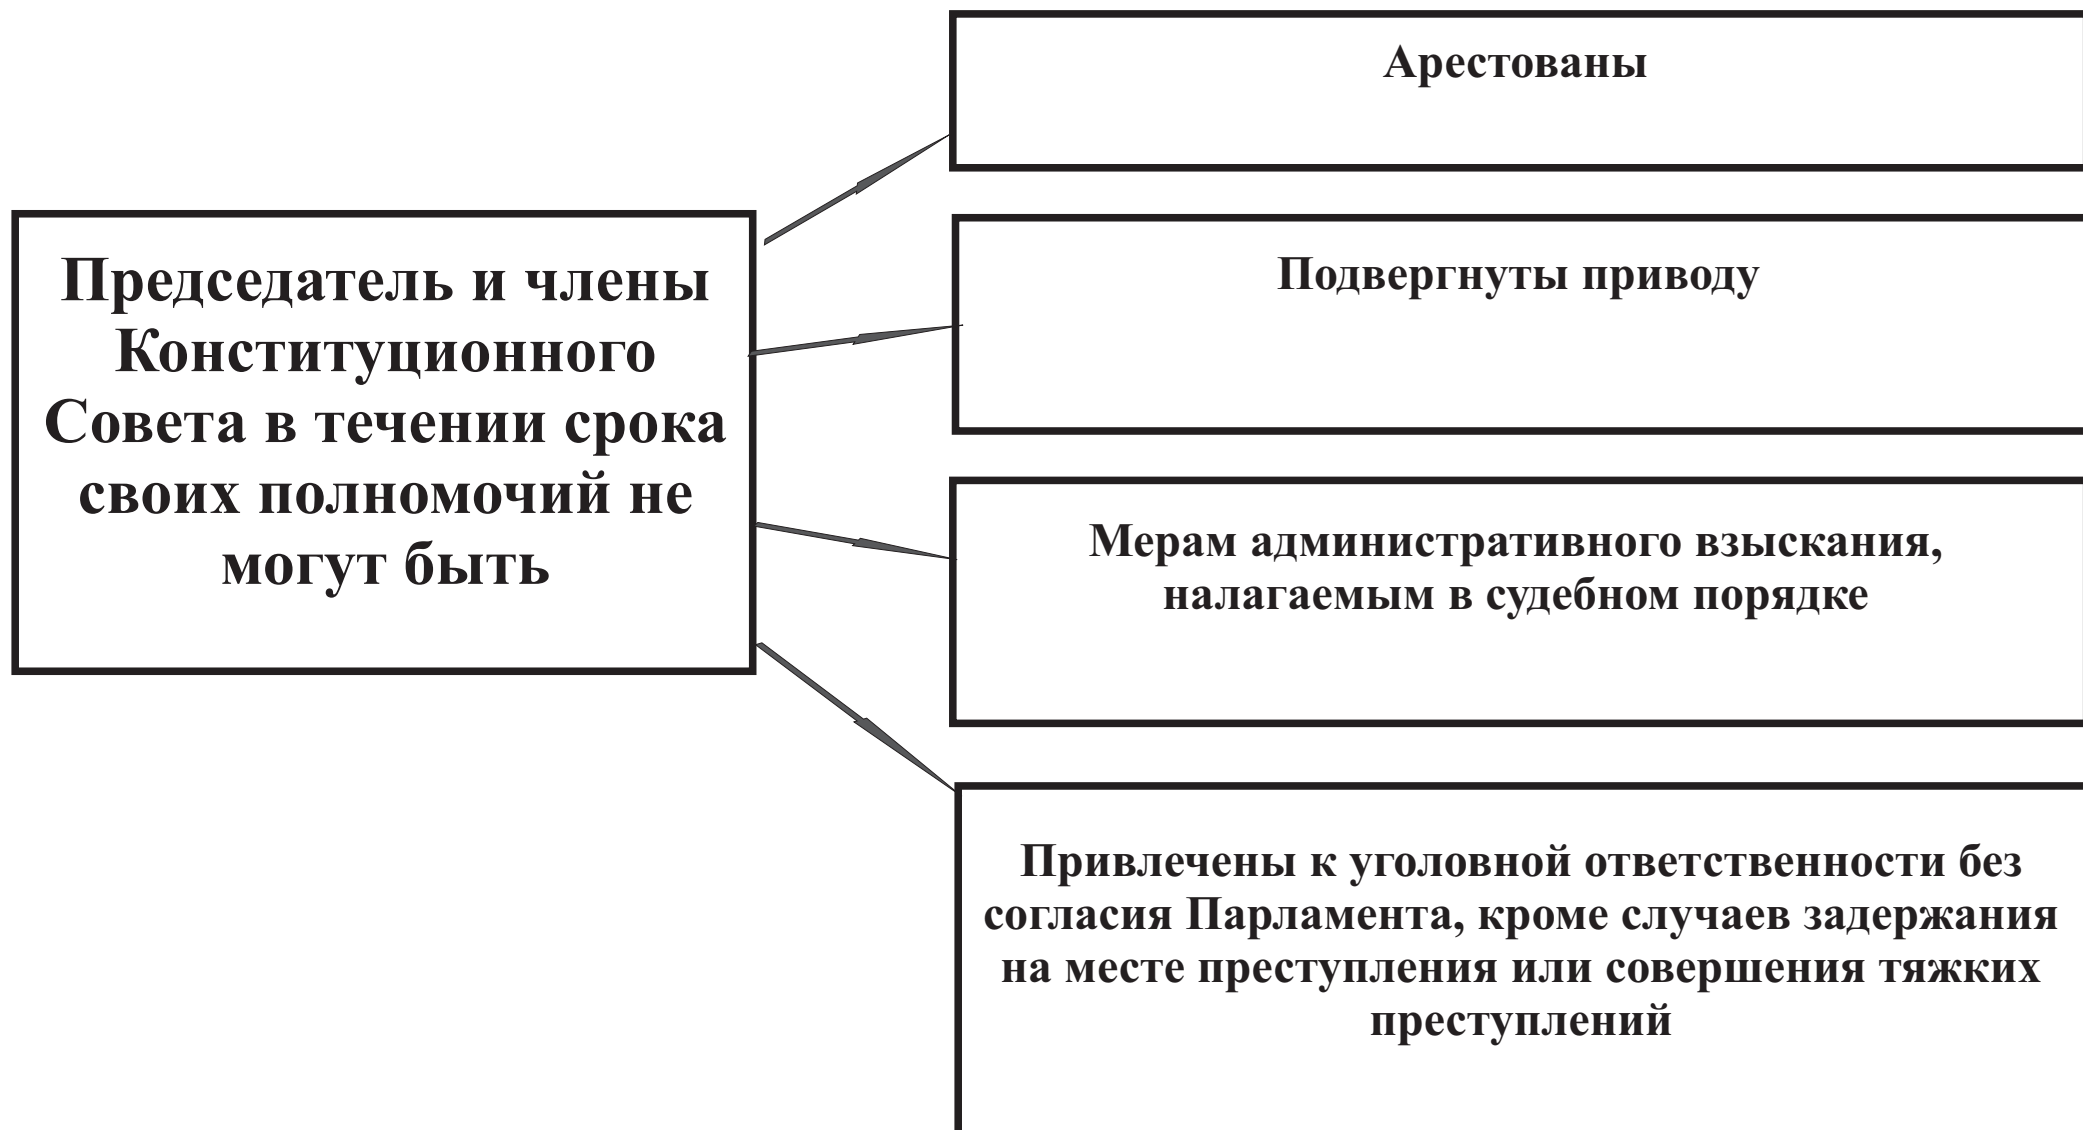 Председатель и члены
Конституционного
Совета в течении срока
своих полномочий не
могут быть
Арестованы
Подвергнуты приводу
Мерам административного взыскания,
налагаемым в судебном порядке
Привлечены к уголовной ответственности без
согласия Парламента, кроме случаев задержания
на месте преступления или совершения тяжких
преступлений